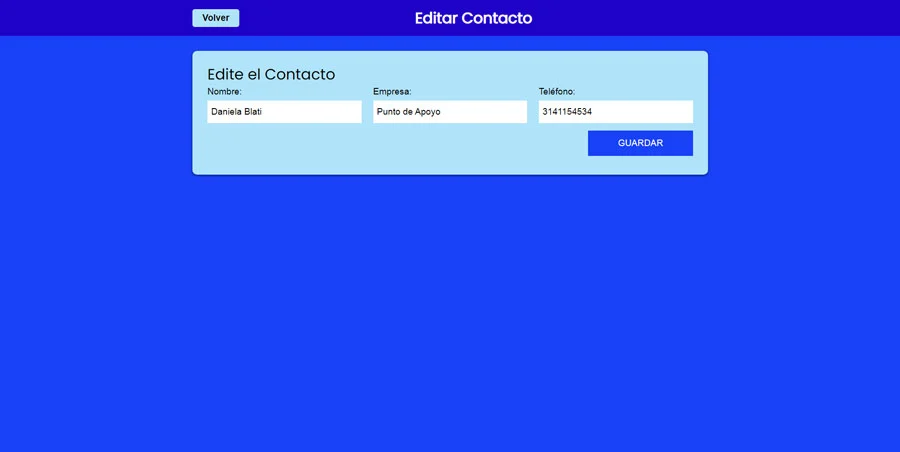 Volver
Editar Contacto
Edite el Contacto
Nombre:
Empresa:
Teléfono:
Daniela Blati
Punto de Apoyo
3141154534
GUARDAR